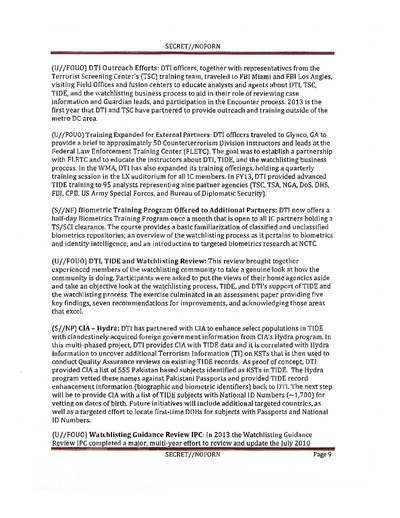 SECRET//NOFORN
(U//FOUO) DTI Outreach Efforts: DTI officers, together with representatives from the
Terrorist Screening Center's (TSC) training team, traveled to FBI Miami and FBI Los Angles,
visiting Field Offices and fusion centers to educate analysts and agents about DTI, TSC,
TIDE, and the watchlisting process to aid in their role of reviewing case
information and Guardian leads, and participation in the Encounter process. 2013 is the
first year that DTI and TSC have partnered to provide outreach and training outside of the
metro DC area.
(U//FOUO) Training Expanded for External Partners: DTI officers traveled to Glynco, GA to
provide a brief to approximately 50 Counterterrorism Division instructors and leads at the
Federal Law Enforcement Training Center (FLETC). The goal was to establish a partnership
with FLETC and to educate the instructors about DTI, TIDE, and the watchlisting business
process. In the WMA, DTI has also expanded its training offerings, holding a quarterly
training session in the LX auditorium for all IC members. In FY13, DTI provided advanced
TIDE training to 95 analysts representing nine partner agencies (TSC, TSA, NGA, DoS, DHS,
FBI, CPB, US Army Special Forces, and Bureau of Diplomatic Security).
(S//NF) Biometric Training Program Offered to Additional Partners: DTI now offers a
half-day Biometrics Training Program once a month that is open to all IC partners holding a
TS/SCI clearance. The course provides a basic familiarization of classified and unclassified
biometrics repositories; an overview of the watchlisting process as it pertains to biometrics
and identity intelligence; and an introduction to targeted biometrics research at NCTC.
(U//FOUO) DTI, TIDE and Watchlisting Review: This review brought together
experienced members of the watchlisting community to take a genuine look at how the
community is doing. Participants were asked to put the views of their home agencies aside
and take an objective look at the watchlisting process, TIDE, and DTI's support of TIDE and
the watchlisting process. The exercise culminated in an assessment paper providing five
key findings, seven recommendations for improvements, and acknowledging those areas
that excel.
(S//NF) CIA – Hydra: DTI has partnered with CIA to enhance select populations in TIDE
with clandestinely acquired foreign government information from CIA's Hydra program. In
this multi-phased project, DTI provides CIA with TIDE data and it is correlated with Hydra
information to uncover additional Terrorism Information (TI) on KSTs that is then used to
conduct Quality Assurance reviews on existing TIDE records. As proof of concept, DTI
provided CIA a list of 555 Pakistan based subjects identified as KSTs in TIDE. The Hydra
program vetted these names against Pakistani Passports and provided TIDE record
enhancement information (biographic and biometric identifiers) back to DTI. The next step
will be to provide CIA with a list of TIDE subjects with National ID Numbers (~1,700) for
vetting on dates of birth. Future initiatives will include additional targeted countries, as
well as a targeted effort to locate first-time DOBs for subjects with Passports and National
ID Numbers.
(U//FOUO) Watchlisting Guidance Review IPC: In 2013 the Watchlisting Guidance
Review IPC completed a major, multi-year effort to review and update the July 2010
SECRET//NOFORN
Page 9